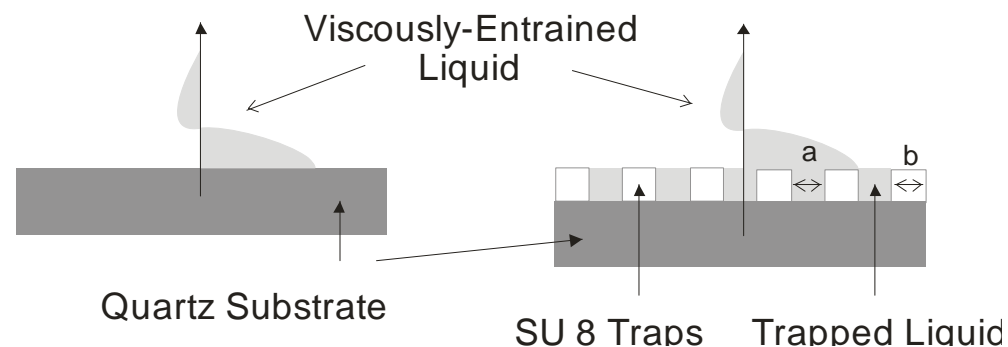 Viscously-Entrained
Liquid
a
b
Quartz Substrate
SU 8 Traps
Trapped Liquid